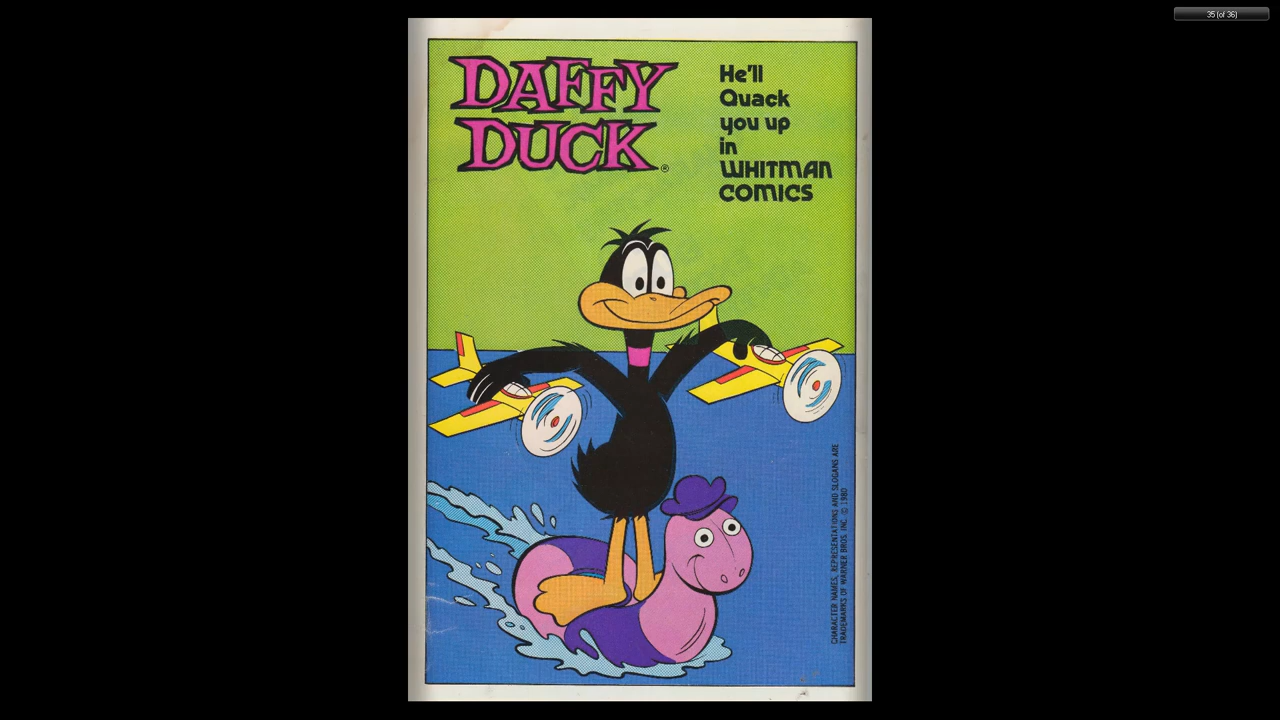 35 (of 36)
DAFFY
DUCK®
He'll
Quack
you up
in
WHITMAN
COMICS
CHARACTER NAMES, REPRESENTATIONS AND SLOGANS ARE
TRADEMARKS OF WARNER BROS. INC. © 1980